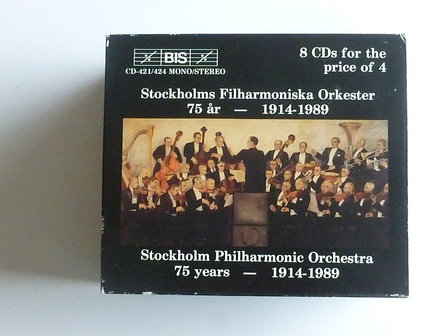 BIS
CD-421/424 MONO/STEREO
8 CDs for the
price of 4
Stockholms Filharmoniska Orkester
75 år — 1914-1989
Stockholm Philharmonic Orchestra
75 years — 1914-1989